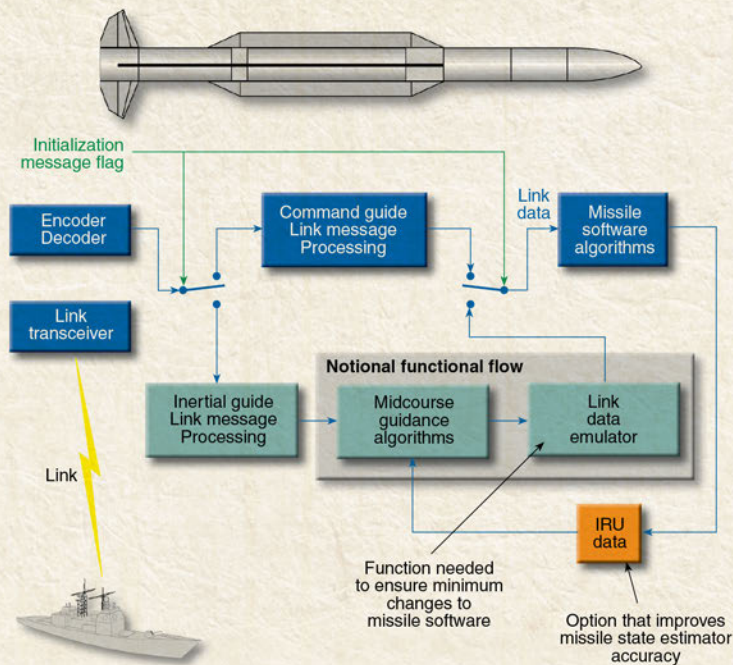 Initialization
message flag
Encoder
Decoder
Command guide
Link message
Processing
Link
data
Missile
software
algorithms
Link
transceiver
Notional functional flow
Inertial guide
Link message
Processing
Midcourse
guidance
algorithms
Link
data
emulator
Link
IRU
data
Function needed
to ensure minimum
changes to
missile software
Option that improves
missile state estimator
accuracy